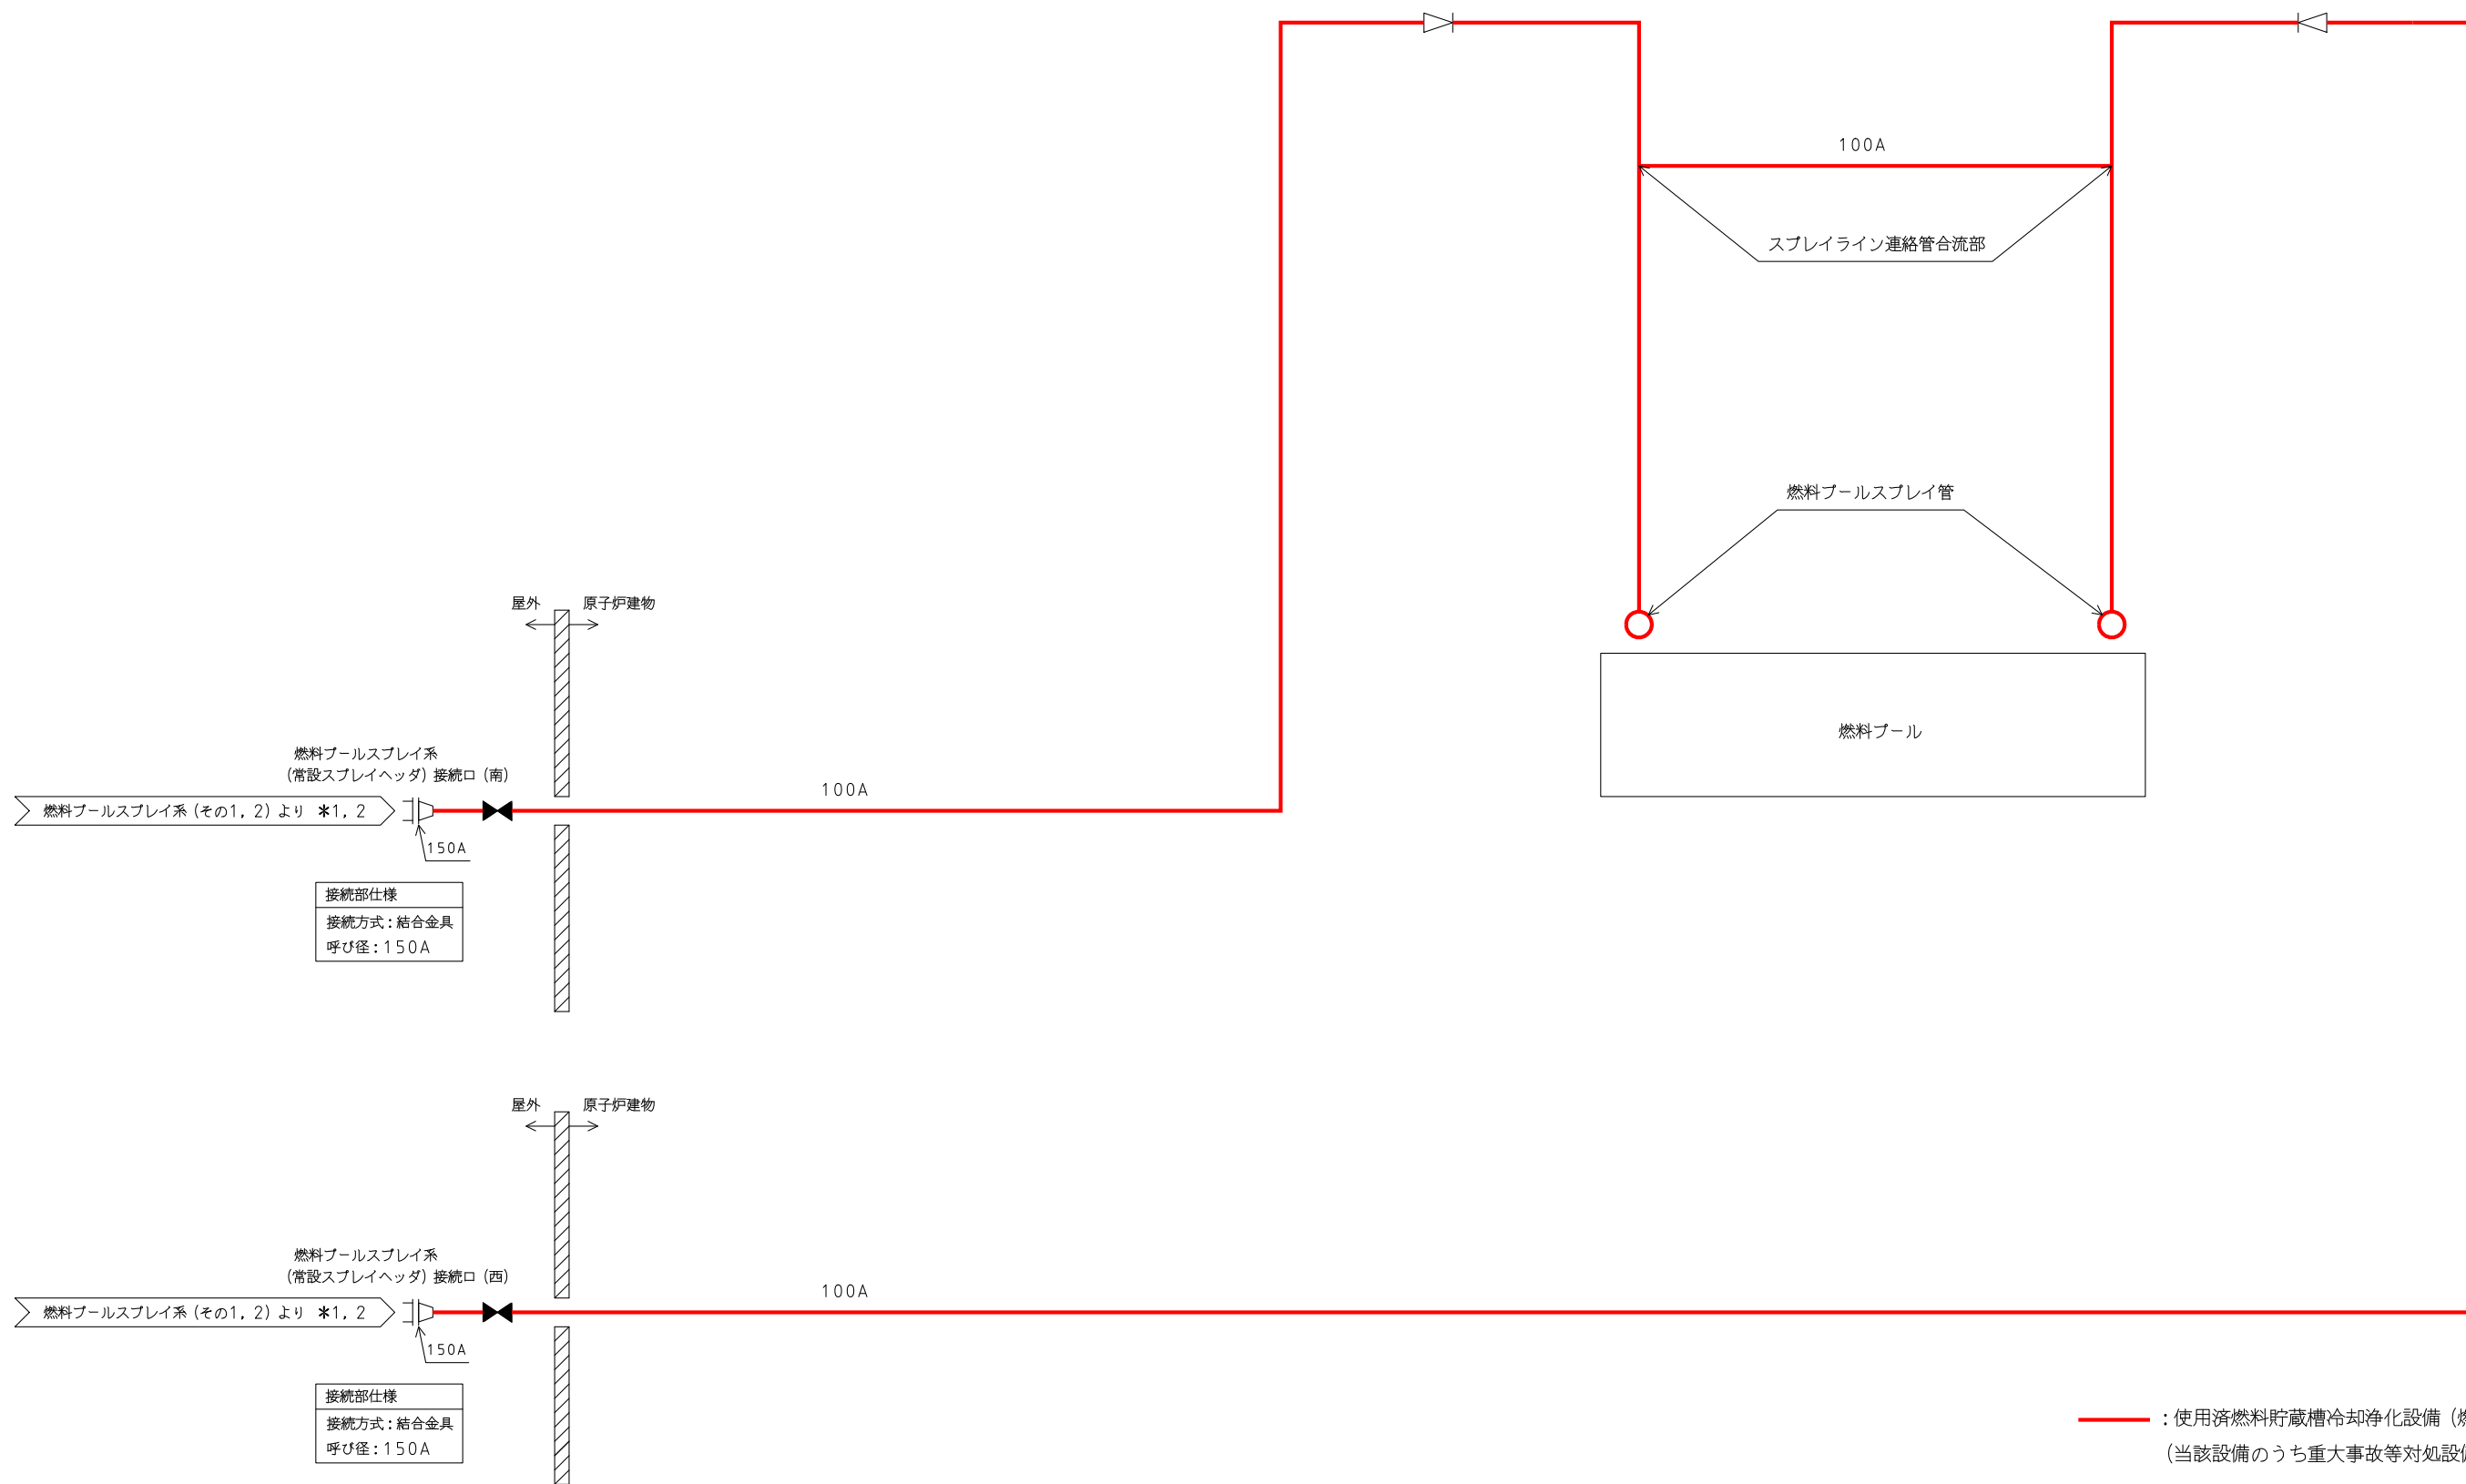 100A
スプレイライン連絡管合流部
燃料プールスプレイ管
屋外
原子炉建物
燃料プール
燃料プールスプレイ系
(常設スプレイヘッダ) 接続口 (南)
燃料プールスプレイ系 (その1, 2) より *1, 2
100A
150A
接続部仕様
接続方式:結合金具
呼び径:150A
屋外
原子炉建物
燃料プールスプレイ系
(常設スプレイヘッダ) 接続口 (西)
燃料プールスプレイ系 (その1, 2) より *1, 2
100A
150A
接続部仕様
接続方式:結合金具
呼び径:150A
:使用済燃料貯蔵槽冷却浄化設備 (
(当該設備のうち重大事故等対処設